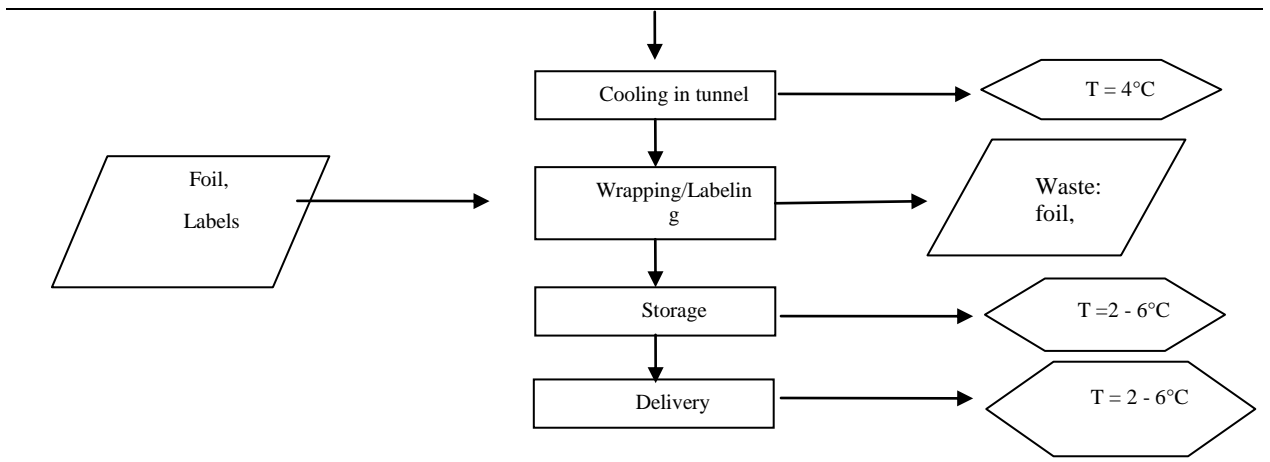 Cooling in tunnel
T = 4°C
Foil,
Labels
Wrapping/Labelin
g
Waste:
foil,
Storage
T =2 - 6°C
Delivery
T = 2 - 6°C